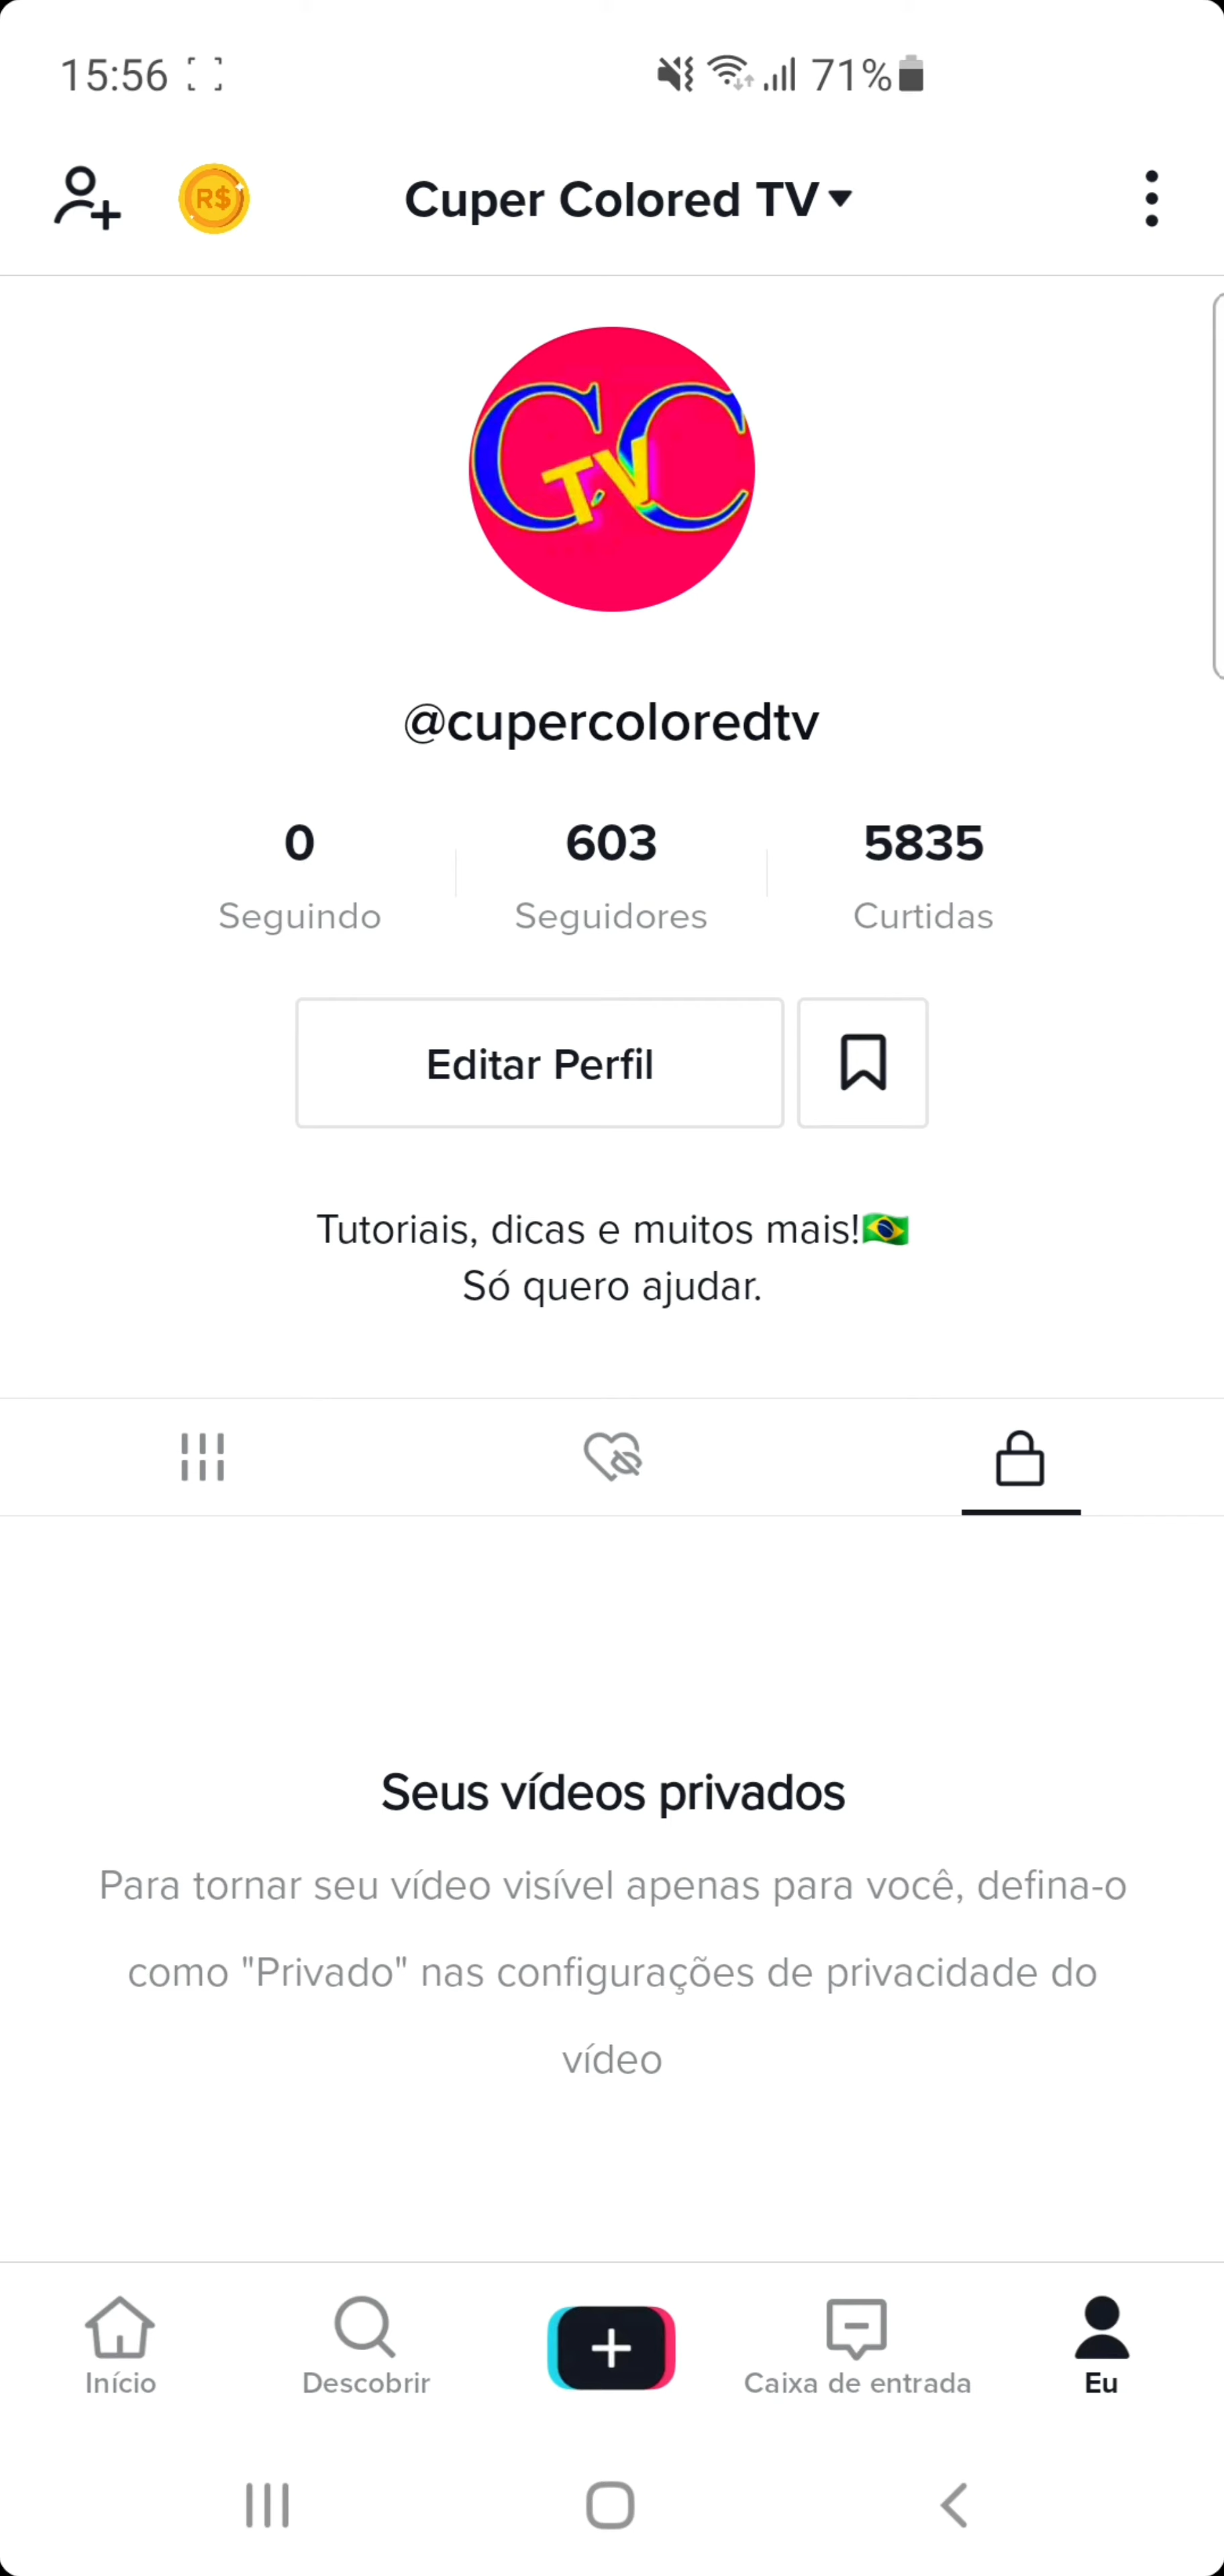 15:56 71%
R$ Cuper Colored TV
CC
TV
@cupercoloredtv
0 603 5835
Seguindo Seguidores Curtidas
Editar Perfil
Tutoriais, dicas e muitos mais!🇧🇷
Só quero ajudar.
Seus vídeos privados
Para tornar seu vídeo visível apenas para você, defina-o
como "Privado" nas configurações de privacidade do
vídeo
Início Descobrir Caixa de entrada Eu